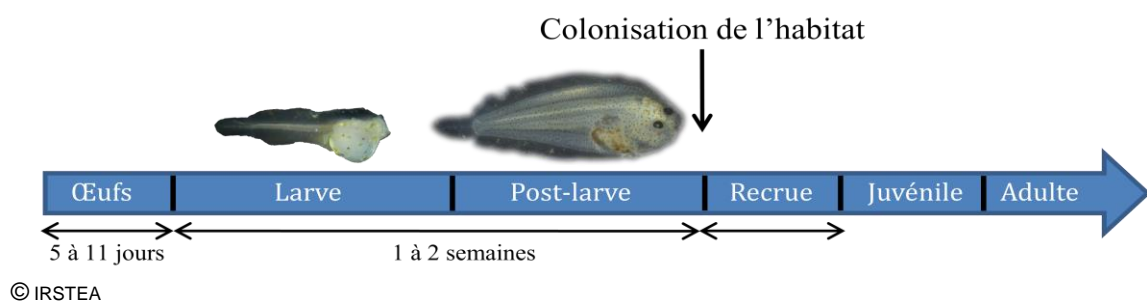 Colonisation de l'habitat
Œufs Larve Post-larve Recrue Juvénile Adulte
5 à 11 jours 1 à 2 semaines
© IRSTEA